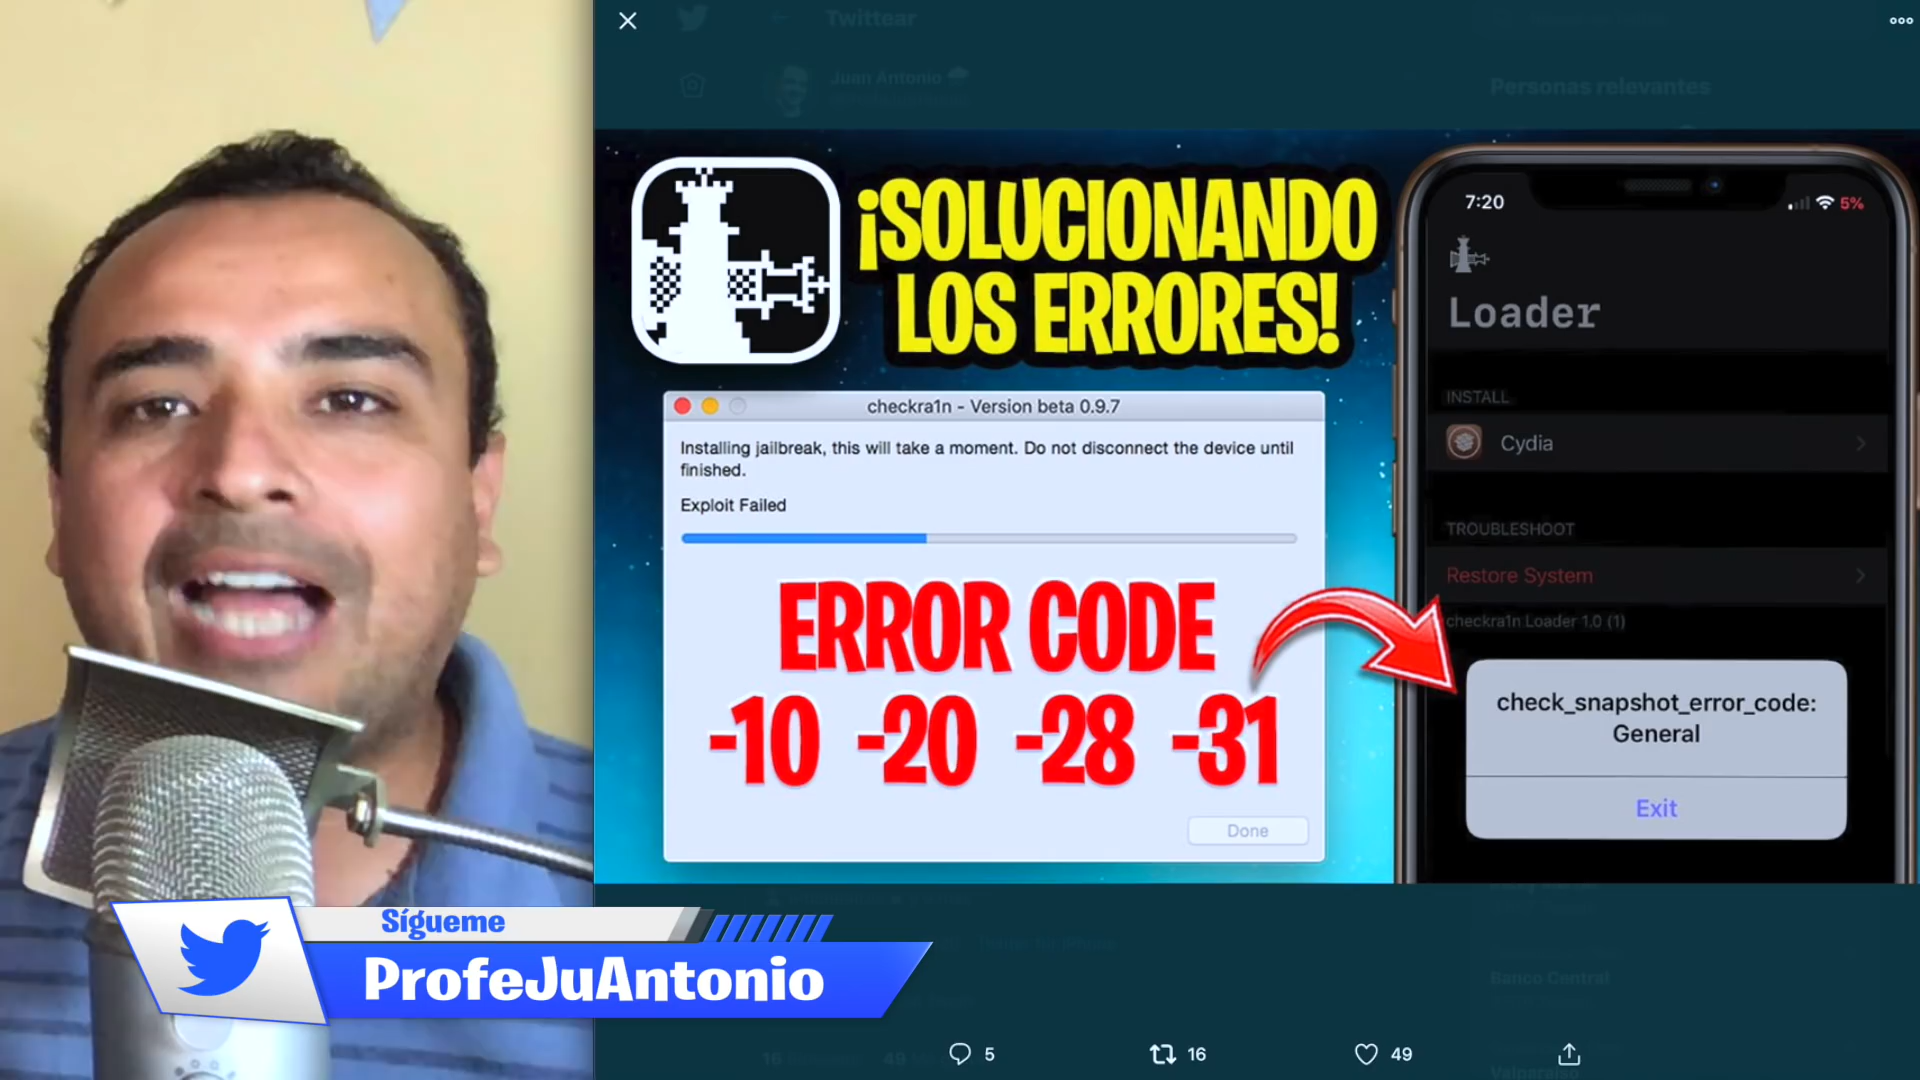 Twittear
Juan Antonio
Personas relevantes
¡SOLUCIONANDO
LOS ERRORES!
checkra1n - Version beta 0.9.7
Installing jailbreak, this will take a moment. Do not disconnect the device until
finished.
Exploit Failed
ERROR CODE
-10 -20 -28 -31
Done
7:20
5%
Loader
INSTALL
Cydia
TROUBLESHOOT
Restore System
checkra1n Loader 1.0 (1)
check_snapshot_error_code:
General
Exit
Sígueme
ProfeJuAntonio
Banco Central
Valparaíso
5
16
49